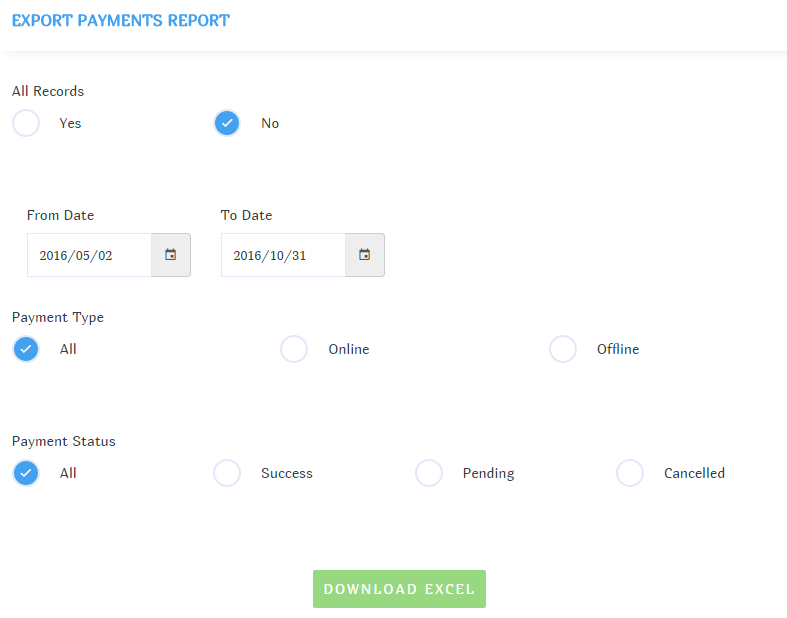 EXPORT PAYMENTS REPORT
All Records
Yes No
From Date To Date
2016/05/02 2016/10/31
Payment Type
All Online Offline
Payment Status
All Success Pending Cancelled
DOWNLOAD EXCEL